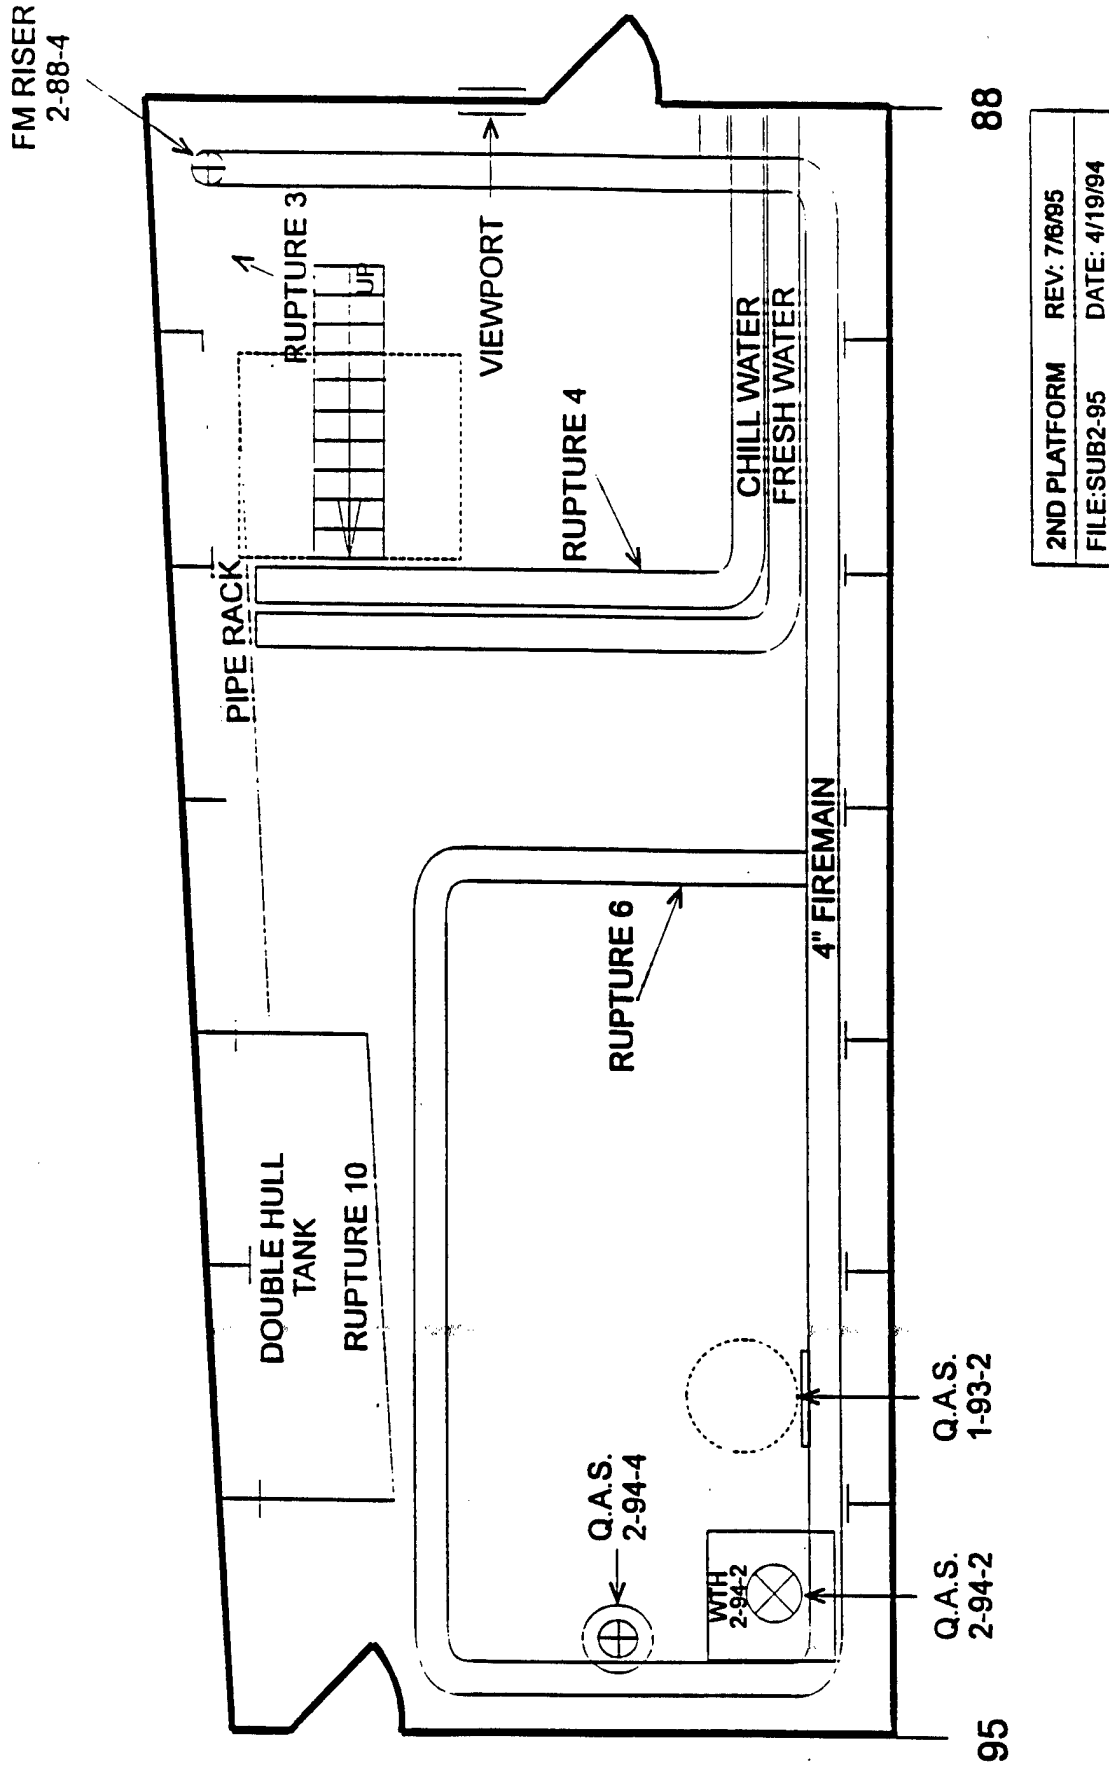 FM RISER
2-88-4
RUPTURE 3
UP
VIEWPORT
PIPE RACK
RUPTURE 4
CHILL WATER
FRESH WATER
88
DOUBLE HULL
TANK
RUPTURE 10
RUPTURE 6
4" FIREMAIN
Q.A.S.
2-94-4
WTH
2-94-2
Q.A.S.
1-93-2
Q.A.S.
2-94-2
95
2ND PLATFORM REV: 7/6/95
FILE:SUB2-95 DATE: 4/19/94